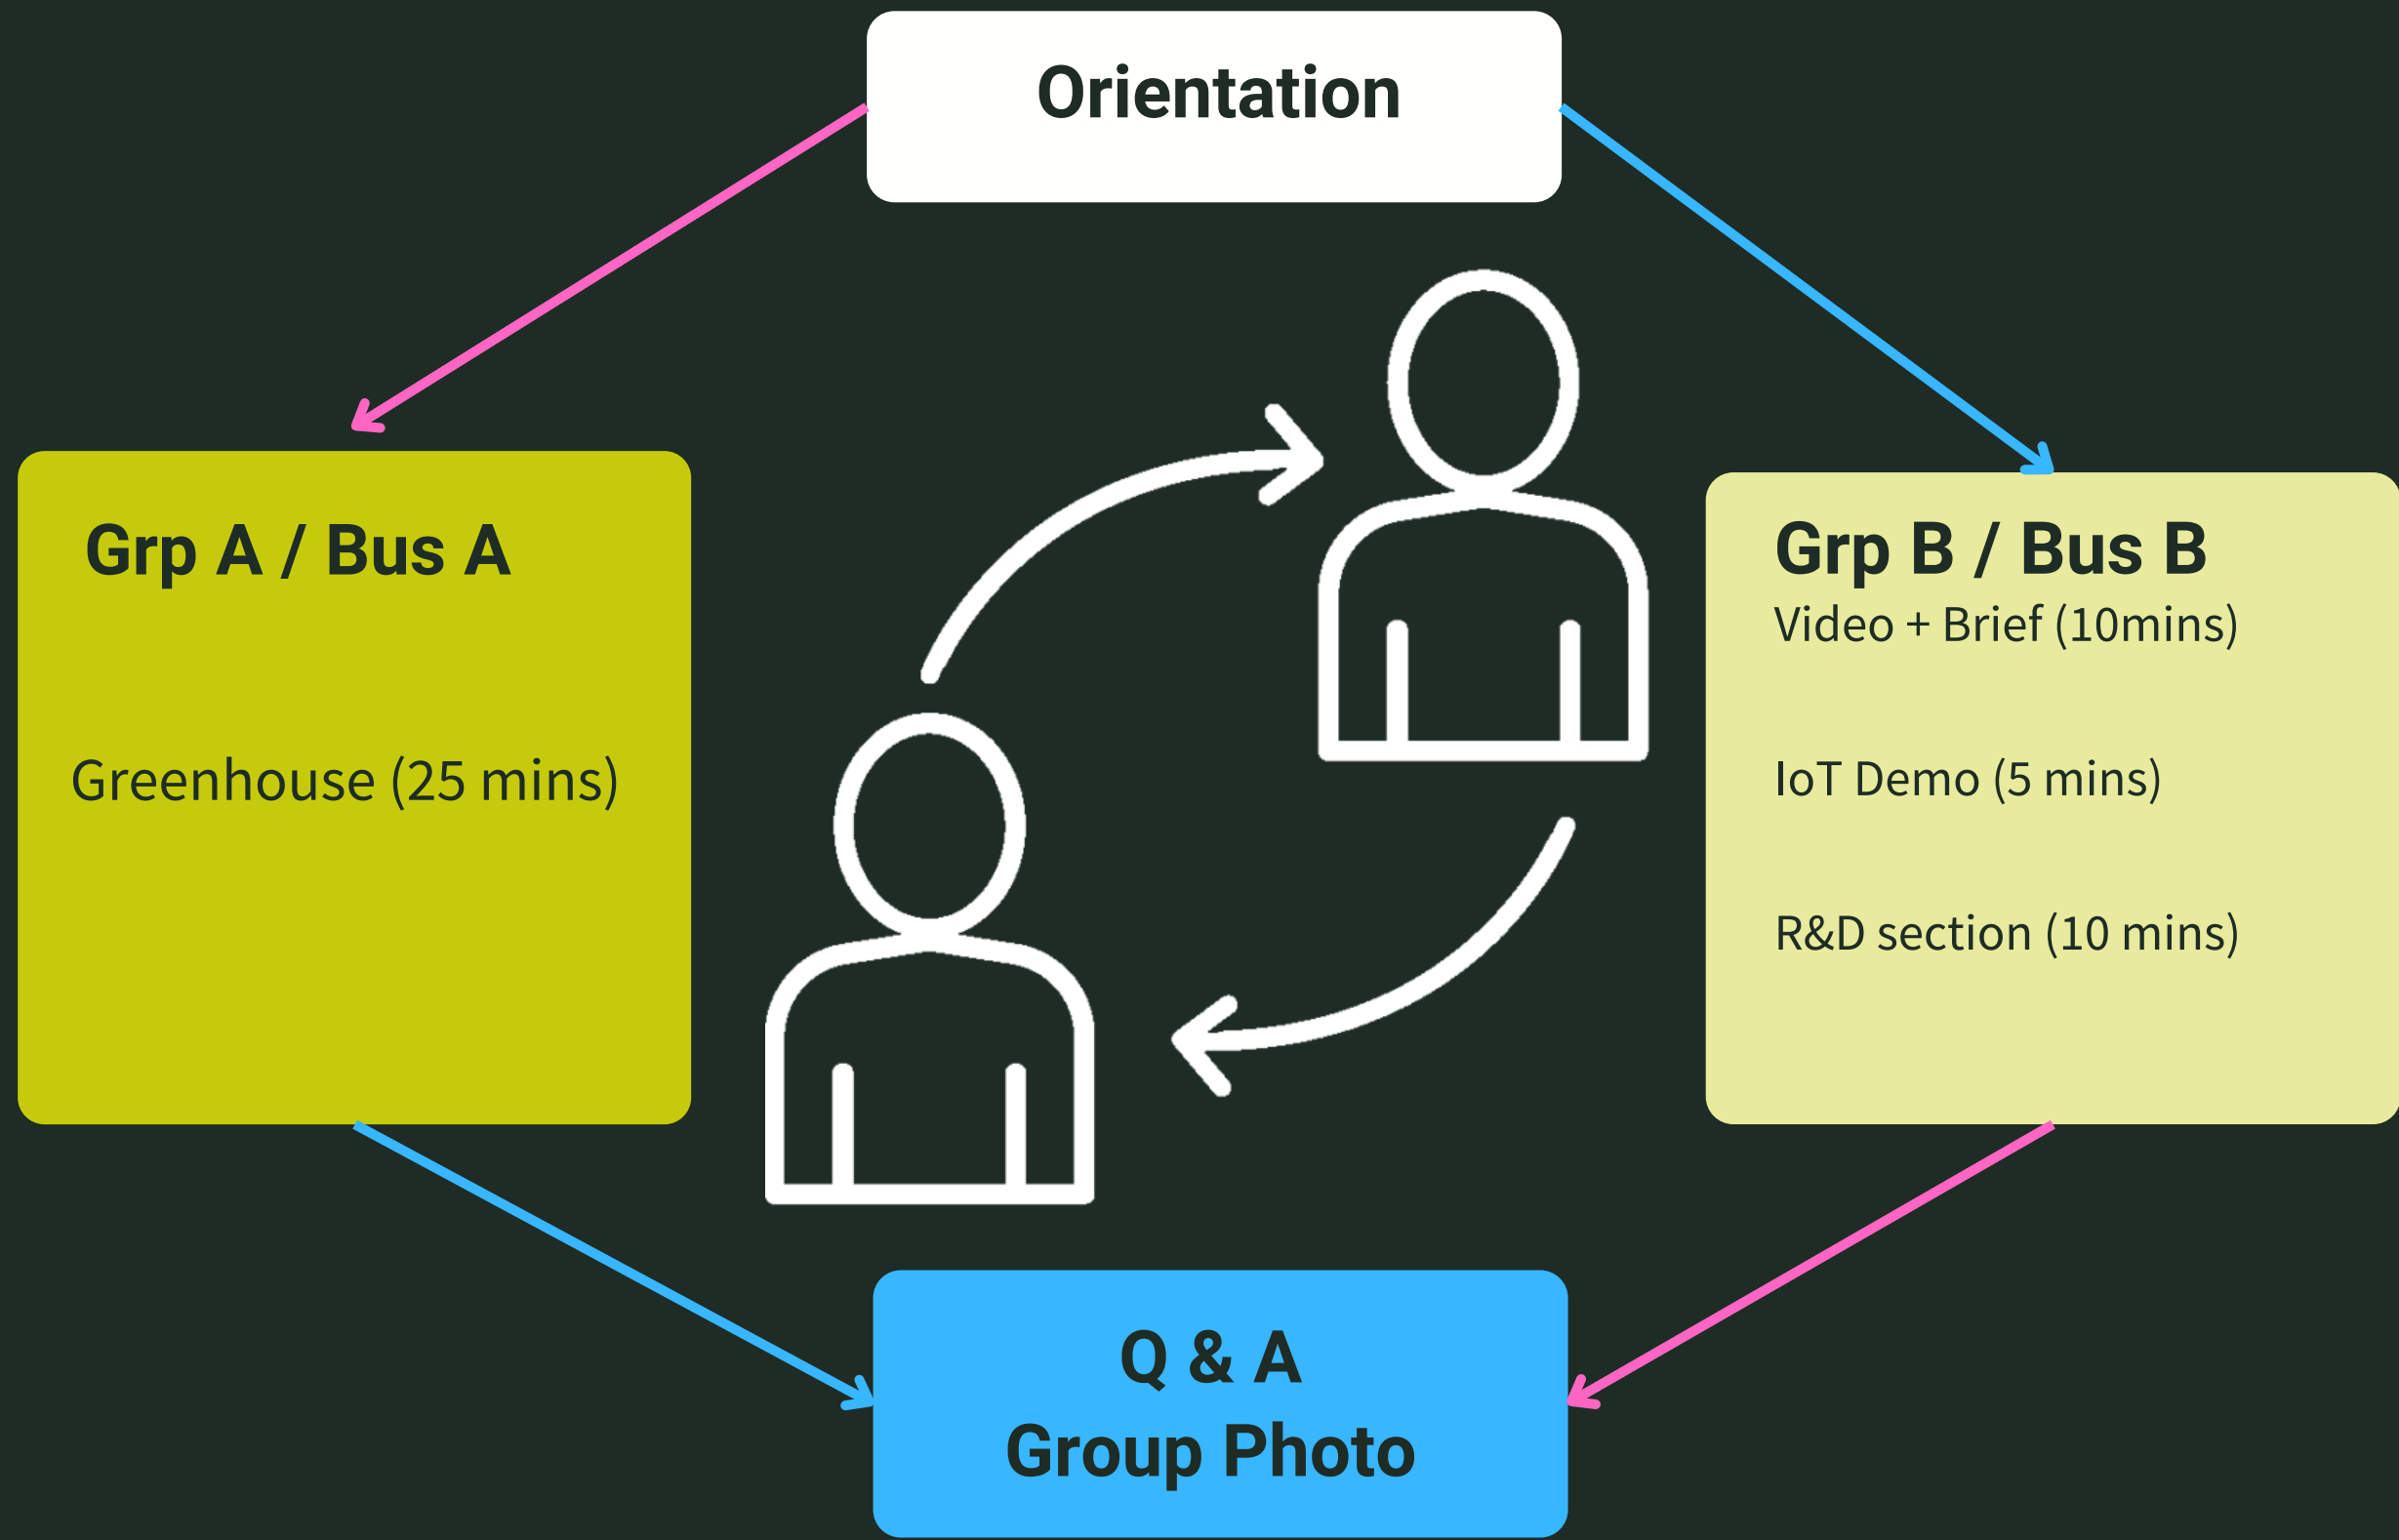 Orientation
Grp A / Bus A
Greenhouse (25 mins)
Grp B / Bus B
Video + Brief (10mins)
IoT Demo (5 mins)
R&D section (10 mins)
Q & A
Group Photo